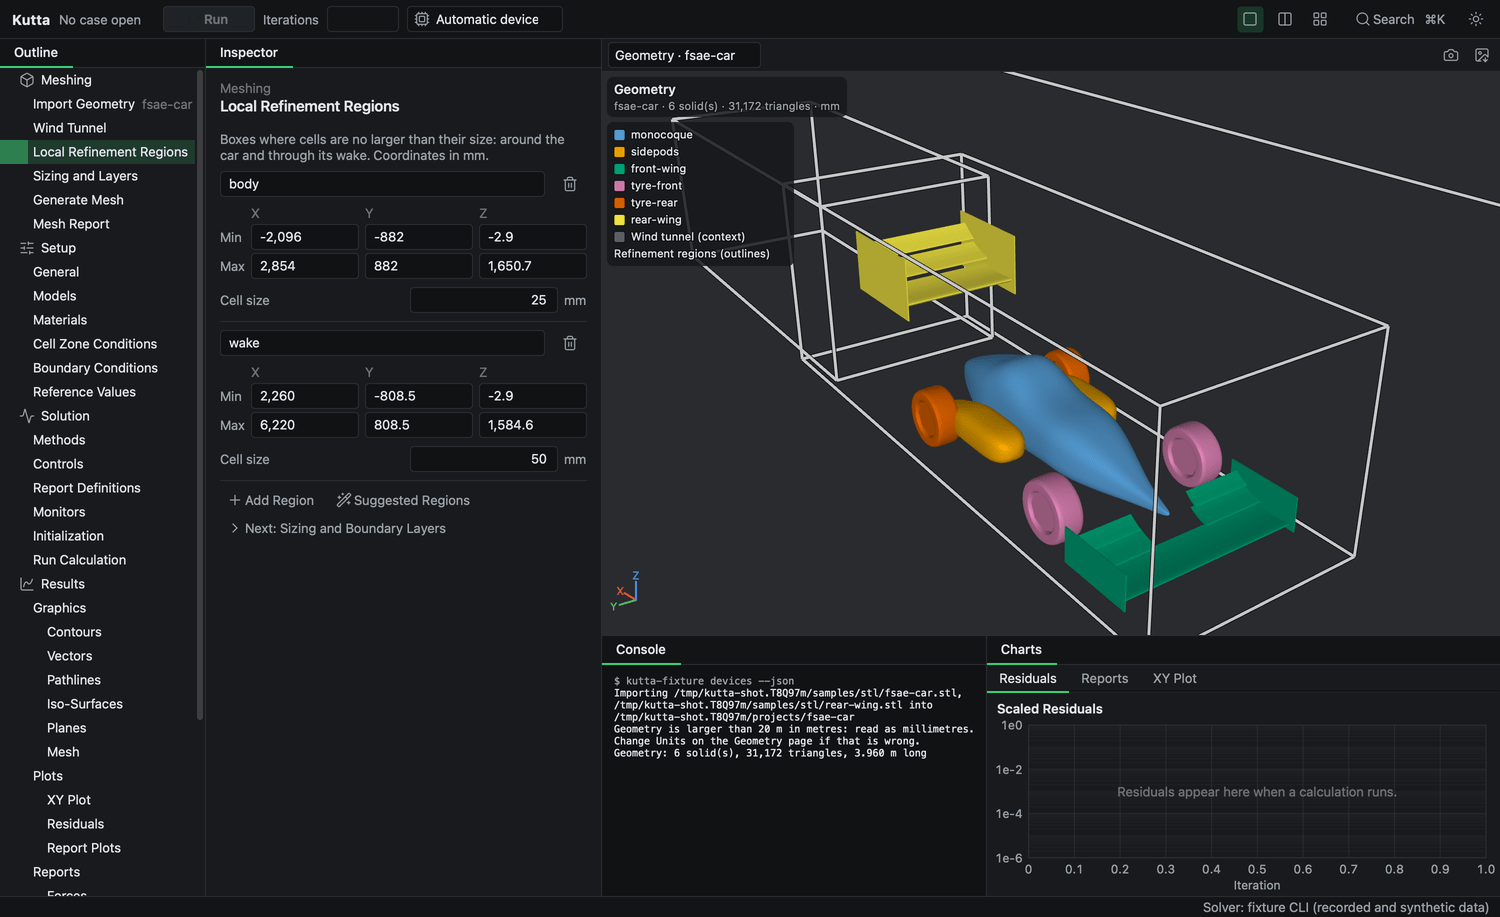 Kutta No case open Run Iterations Automatic device Search ⌘K
Outline
Meshing
Import Geometry fsae-car
Wind Tunnel
Local Refinement Regions
Sizing and Layers
Generate Mesh
Mesh Report
Setup
General
Models
Materials
Cell Zone Conditions
Boundary Conditions
Reference Values
Solution
Methods
Controls
Report Definitions
Monitors
Initialization
Run Calculation
Results
Graphics
Contours
Vectors
Pathlines
Iso-Surfaces
Planes
Mesh
Plots
XY Plot
Residuals
Report Plots
Reports
Forces
Inspector
Meshing
Local Refinement Regions
Boxes where cells are no larger than their size: around the
car and through its wake. Coordinates in mm.
body
X Y Z
Min -2,096 -882 -2.9
Max 2,854 882 1,650.7
Cell size 25 mm
wake
X Y Z
Min 2,260 -808.5 -2.9
Max 6,220 808.5 1,584.6
Cell size 50 mm
Add Region Suggested Regions
Next: Sizing and Boundary Layers
Geometry · fsae-car
Geometry
fsae-car · 6 solid(s) · 31,172 triangles · mm
monocoque
sidepods
front-wing
tyre-front
tyre-rear
rear-wing
Wind tunnel (context)
Refinement regions (outlines)
Z
X
Y
Console
$ kutta-fixture devices --json
Importing /tmp/kutta-shot.T8Q97m/samples/stl/fsae-car.stl,
/tmp/kutta-shot.T8Q97m/samples/stl/rear-wing.stl into
/tmp/kutta-shot.T8Q97m/projects/fsae-car
Geometry is larger than 20 m in metres: read as millimetres.
Change Units on the Geometry page if that is wrong.
Geometry: 6 solid(s), 31,172 triangles, 3.960 m long
Charts
Residuals Reports XY Plot
Scaled Residuals
1e0
1e-2
Residuals appear here when a calculation runs.
1e-4
1e-6
0 0.1 0.2 0.3 0.4 0.5 0.6 0.7 0.8 0.9 1.0
Iteration
Solver: fixture CLI (recorded and synthetic data)